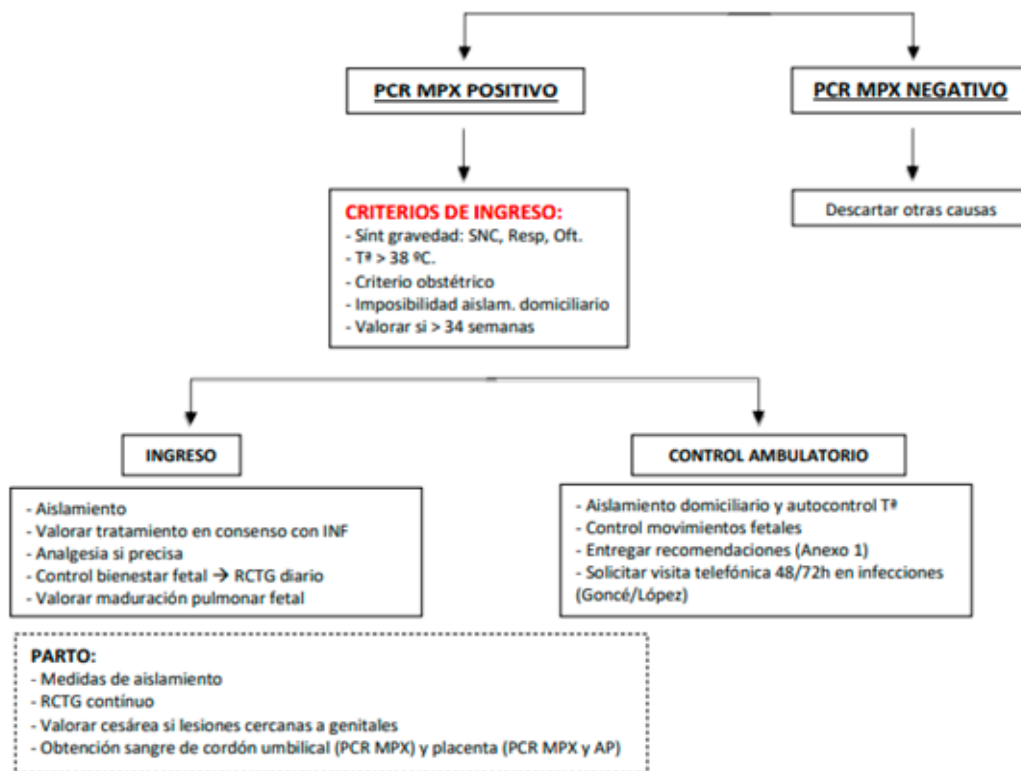 PCR MPX POSITIVO
PCR MPX NEGATIVO
CRITERIOS DE INGRESO:
- Sint gravedad: SNC, Resp, Oft.
- Tª > 38 ºC.
- Criterio obstétrico
- Imposibilidad aislam. domiciliario
- Valorar si > 34 semanas
Descartar otras causas
INGRESO
- Aislamiento
- Valorar tratamiento en consenso con INF
- Analgesia si precisa
- Control bienestar fetal → RCTG diario
- Valorar maduración pulmonar fetal
CONTROL AMBULATORIO
- Aislamiento domiciliario y autocontrol Tª
- Control movimientos fetales
- Entregar recomendaciones (Anexo 1)
- Solicitar visita telefónica 48/72h en infecciones
(Goncé/López)
PARTO:
- Medidas de aislamiento
- RCTG contínuo
- Valorar cesárea si lesiones cercanas a genitales
- Obtención sangre de cordón umbilical (PCR MPX) y placenta (PCR MPX y AP)